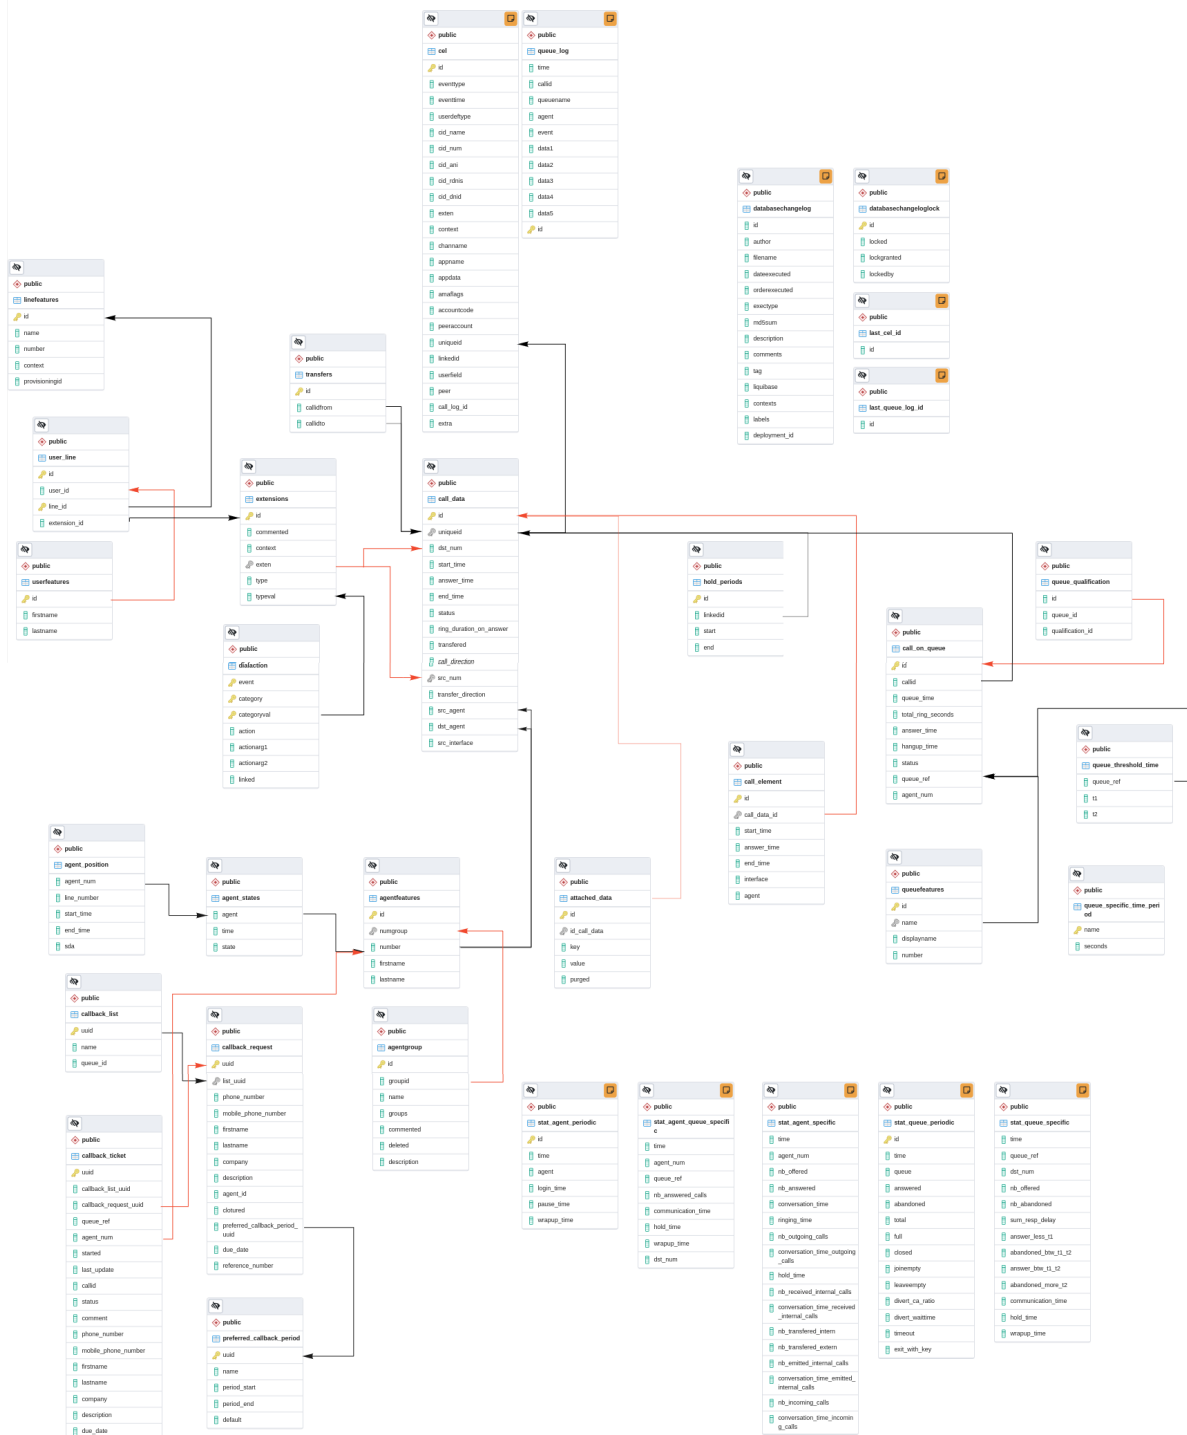 public
cel
id
eventtype
eventtime
userdeftype
cid_name
cid_num
cid_ani
cid_rdnis
cid_dnid
exten
context
channame
appname
appdata
amaflags
accountcode
peeraccount
uniqueid
linkedid
userfield
peer
call_log_id
extra
public
queue_log
time
callid
queuename
agent
event
data1
data2
data3
data4
data5
id
public
databasechangelog
id
author
filename
dateexecuted
orderexecuted
exectype
md5sum
description
comments
tag
liquibase
contexts
labels
deployment_id
public
databasechangeloglock
id
locked
lockgranted
lockedby
public
last_cel_id
id
public
last_queue_log_id
id
public
linefeatures
id
name
number
context
provisioningid
public
transfers
id
callidfrom
callidto
public
user_line
id
user_id
line_id
extension_id
public
userfeatures
id
firstname
lastname
public
extensions
id
commented
context
exten
type
typeval
public
call_data
id
uniqueid
dst_num
start_time
answer_time
end_time
status
ring_duration_on_answer
transfered
call_direction
src_num
transfer_direction
src_agent
dst_agent
src_interface
public
dialaction
event
category
categoryval
action
actionarg1
actionarg2
linked
public
hold_periods
id
linkedid
start
end
public
queue_qualification
id
queue_id
qualification_id
public
call_on_queue
id
callid
queue_time
total_ring_seconds
answer_time
hangup_time
status
queue_ref
agent_num
public
queue_threshold_time
queue_ref
t1
t2
public
call_element
id
call_data_id
start_time
answer_time
end_time
interface
agent
public
agent_position
agent_num
line_number
start_time
end_time
sda
public
agent_states
agent
time
state
public
agentfeatures
id
numgroup
number
firstname
lastname
public
attached_data
id
id_call_data
key
value
purged
public
queuefeatures
id
name
displayname
number
public
queue_specific_time_peri
od
name
seconds
public
callback_list
uuid
name
queue_id
public
callback_request
uuid
list_uuid
phone_number
mobile_phone_number
firstname
lastname
company
description
agent_id
clotured
preferred_callback_period_
uuid
due_date
reference_number
public
agentgroup
id
groupid
name
groups
commented
deleted
description
public
callback_ticket
uuid
callback_list_uuid
callback_request_uuid
queue_ref
agent_num
started
last_update
callid
status
comment
phone_number
mobile_phone_number
firstname
lastname
company
description
due_date
public
preferred_callback_period
uuid
name
period_start
period_end
default
public
stat_agent_periodic
id
time
agent
login_time
pause_time
wrapup_time
public
stat_agent_queue_specifi
c
time
agent_num
queue_ref
nb_answered_calls
communication_time
hold_time
wrapup_time
dst_num
public
stat_agent_specific
time
agent_num
nb_offered
nb_answered
conversation_time
ringing_time
nb_outgoing_calls
conversation_time_outgoing
_calls
hold_time
nb_received_internal_calls
conversation_time_received
_internal_calls
nb_transfered_intern
nb_transfered_extern
nb_emitted_internal_calls
conversation_time_emitted_
internal_calls
nb_incoming_calls
conversation_time_incomin
g_calls
public
stat_queue_periodic
id
time
queue
answered
abandoned
total
full
closed
joinempty
leaveempty
divert_ca_ratio
divert_waittime
timeout
exit_with_key
public
stat_queue_specific
time
queue_ref
dst_num
nb_offered
nb_abandoned
sum_resp_delay
answer_less_t1
abandoned_btw_t1_t2
answer_btw_t1_t2
abandoned_more_t2
communication_time
hold_time
wrapup_time